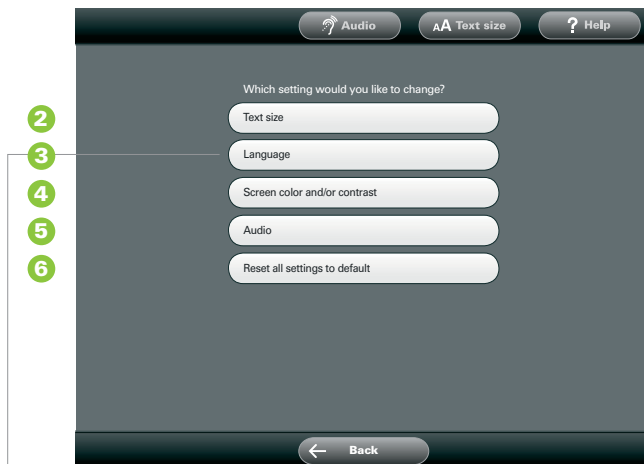 Audio
AA Text size
? Help
Which setting would you like to change?
2 Text size
3 Language
4 Screen color and/or contrast
5 Audio
6 Reset all settings to default
Back